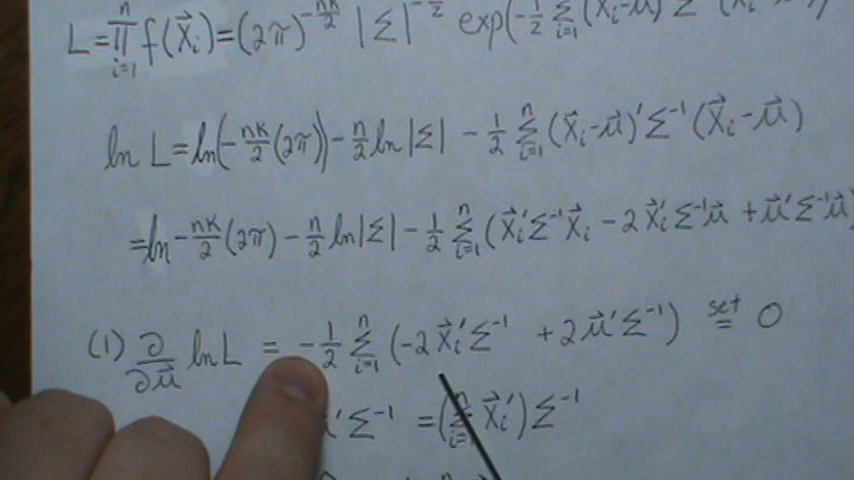 L = ∏_{i=1}^{n} f(x⃗_i) = (2π)^{-nK/2} |Σ|^{-n/2} exp(-1/2 Σ_{i=1}^{n} (x⃗_i-μ⃗)' Σ^{-1} (x⃗_i-μ⃗)
ln L = ln(-nK/2 (2π)) - n/2 ln |Σ| - 1/2 Σ_{i=1}^{n} (x⃗_i-μ⃗)' Σ^{-1} (x⃗_i-μ⃗)
= ln -nK/2 (2π) - n/2 ln|Σ| - 1/2 Σ_{i=1}^{n} (x⃗_i' Σ^{-1} x⃗_i - 2 x⃗_i' Σ^{-1} μ⃗ + μ⃗' Σ^{-1} μ⃗
(1) ∂/∂μ⃗ ln L = -1/2 Σ_{i=1}^{n} (-2 x⃗_i' Σ^{-1} + 2 μ⃗' Σ^{-1}) set = 0
' Σ^{-1} = (Σ_{i=1}^{n} x⃗_i') Σ^{-1}